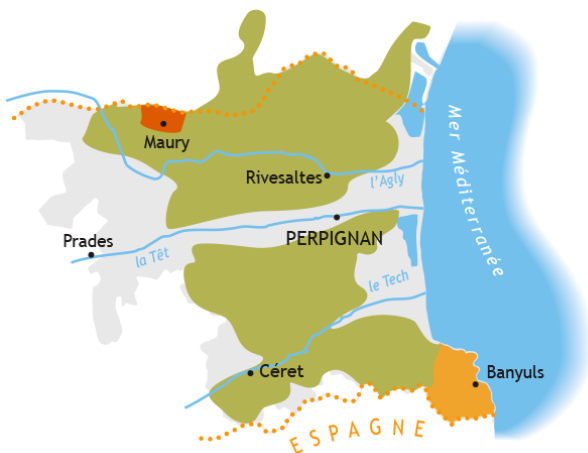 Mer Méditerranée
Maury
Rivesaltes
l'Agly
PERPIGNAN
Prades
la Têt
le Tech
Céret
Banyuls
ESPAGNE